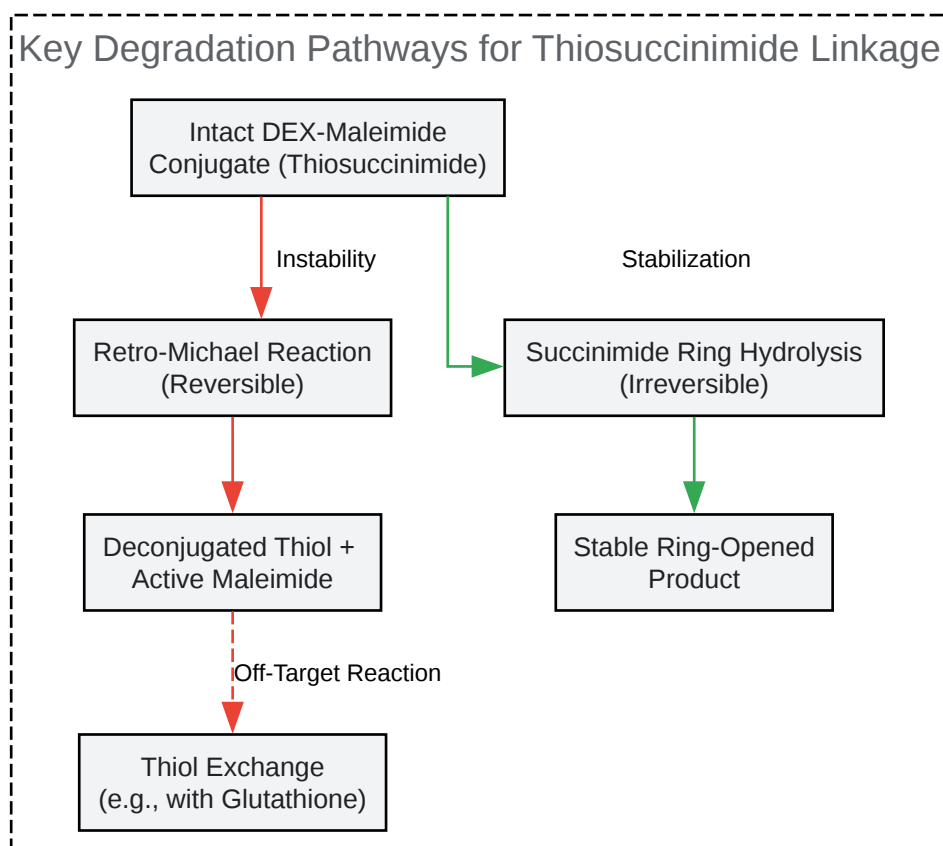 Key Degradation Pathways for Thiosuccinimide Linkage
Intact DEX-Maleimide
Conjugate (Thiosuccinimide)
Instability
Stabilization
Retro-Michael Reaction
(Reversible)
Succinimide Ring Hydrolysis
(Irreversible)
Deconjugated Thiol +
Active Maleimide
Stable Ring-Opened
Product
Off-Target Reaction
Thiol Exchange
(e.g., with Glutathione)